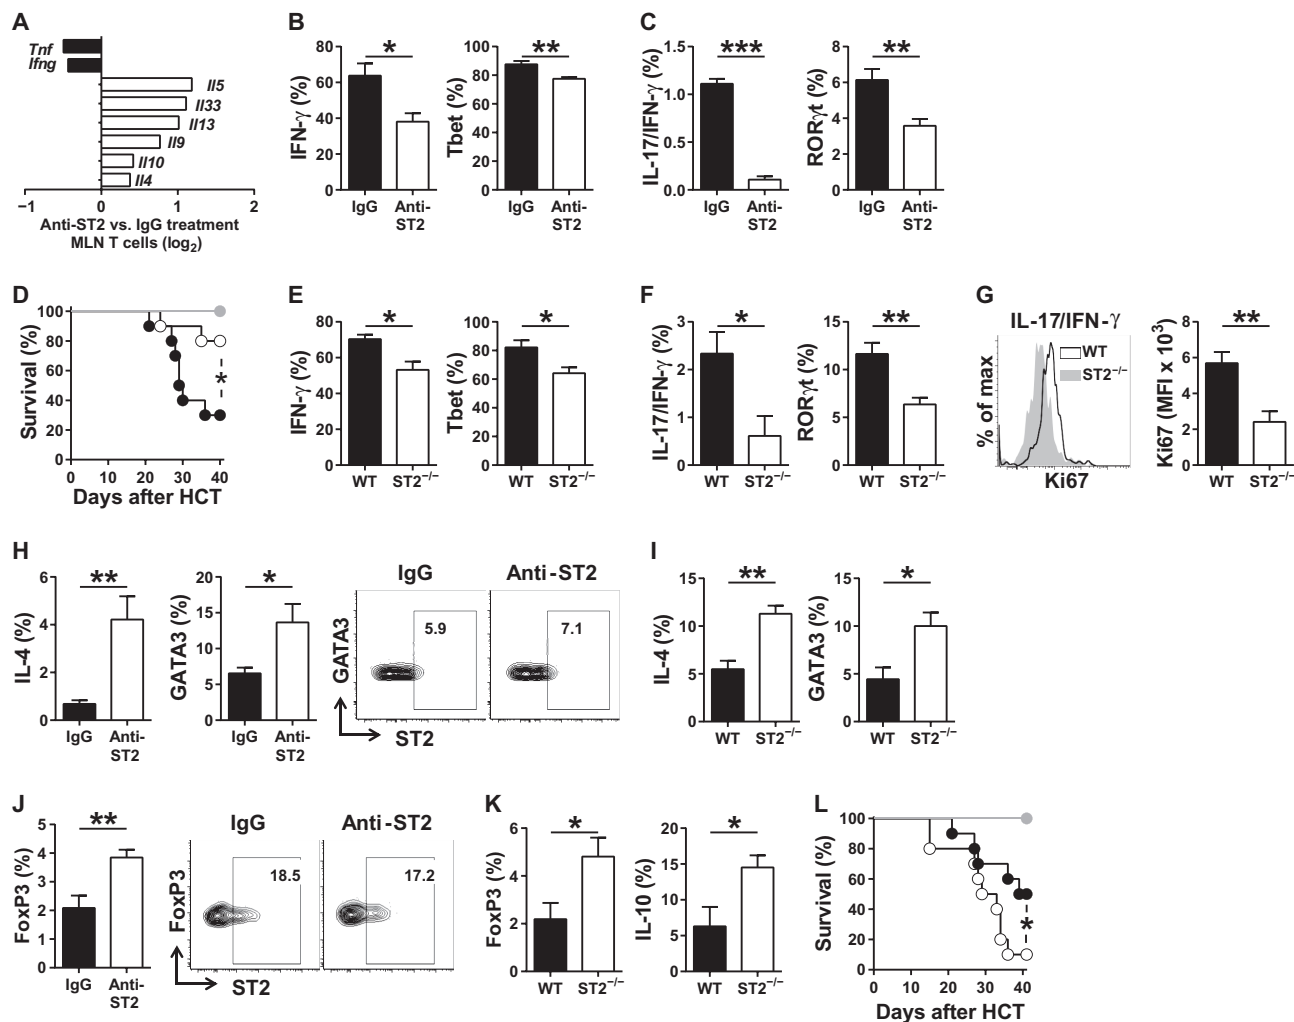 A
Tnf
Ifng
Il5
Il33
Il13
Il9
Il10
Il4
−1 0 1 2
Anti-ST2 vs. IgG treatment
MLN T cells (log2)
B
IFN-γ (%)
80
60
40
20
0
*
IgG Anti-
ST2
Tbet (%)
100
80
60
40
20
0
**
IgG Anti-
ST2
C
IL-17/IFN-γ (%)
1.5
1.0
0.5
0.0
***
IgG Anti-
ST2
RORγt (%)
8
6
4
2
0
**
IgG Anti-
ST2
D
Survival (%)
100
80
60
40
20
0
*
0 10 20 30 40
Days after HCT
E
IFN-γ (%)
80
60
40
20
0
*
WT ST2−/−
Tbet (%)
100
80
60
40
20
0
*
WT ST2−/−
F
IL-17/IFN-γ (%)
3
2
1
0
*
WT ST2−/−
RORγt (%)
15
10
5
0
**
WT ST2−/−
G
IL-17/IFN-γ
WT
ST2−/−
% of max
Ki67
Ki67 (MFI x 10³)
8
6
4
2
0
**
WT ST2−/−
H
IL-4 (%)
6
4
2
0
**
IgG Anti-
ST2
GATA3 (%)
20
15
10
5
0
*
IgG Anti-
ST2
IgG Anti-ST2
5.9 7.1
GATA3
ST2
I
IL-4 (%)
15
10
5
0
**
WT ST2−/−
GATA3 (%)
15
10
5
0
*
WT ST2−/−
J
FoxP3 (%)
5
4
3
2
1
0
**
IgG Anti-
ST2
IgG Anti-ST2
18.5 17.2
FoxP3
ST2
K
FoxP3 (%)
6
4
2
0
*
WT ST2−/−
IL-10 (%)
20
15
10
5
0
*
WT ST2−/−
L
Survival (%)
100
80
60
40
20
0
*
0 10 20 30 40
Days after HCT